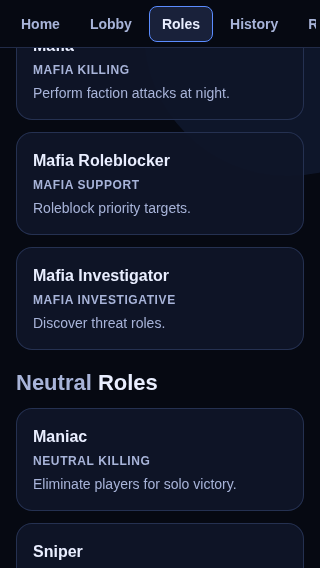 Home Lobby Roles History R
Mafia
MAFIA KILLING
Perform faction attacks at night.
Mafia Roleblocker
MAFIA SUPPORT
Roleblock priority targets.
Mafia Investigator
MAFIA INVESTIGATIVE
Discover threat roles.
Neutral Roles
Maniac
NEUTRAL KILLING
Eliminate players for solo victory.
Sniper